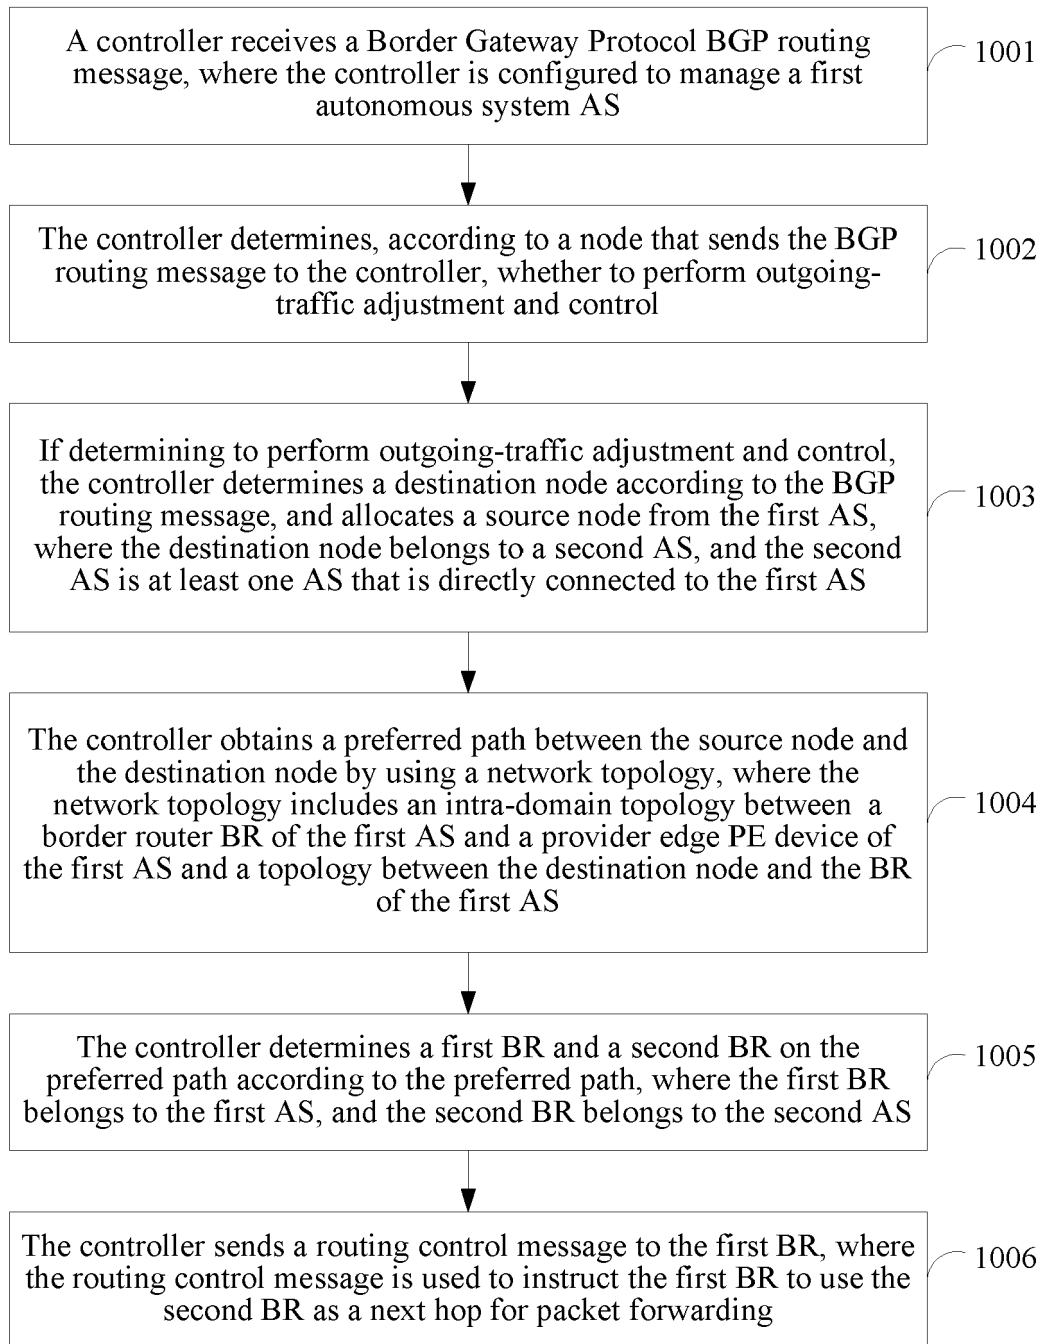 A controller receives a Border Gateway Protocol BGP routing
message, where the controller is configured to manage a first
autonomous system AS
1001
The controller determines, according to a node that sends the BGP
routing message to the controller, whether to perform outgoing-
traffic adjustment and control
1002
If determining to perform outgoing-traffic adjustment and control,
the controller determines a destination node according to the BGP
routing message, and allocates a source node from the first AS,
where the destination node belongs to a second AS, and the second
AS is at least one AS that is directly connected to the first AS
1003
The controller obtains a preferred path between the source node and
the destination node by using a network topology, where the
network topology includes an intra-domain topology between a
border router BR of the first AS and a provider edge PE device of
the first AS and a topology between the destination node and the BR
of the first AS
1004
The controller determines a first BR and a second BR on the
preferred path according to the preferred path, where the first BR
belongs to the first AS, and the second BR belongs to the second AS
1005
The controller sends a routing control message to the first BR, where
the routing control message is used to instruct the first BR to use the
second BR as a next hop for packet forwarding
1006